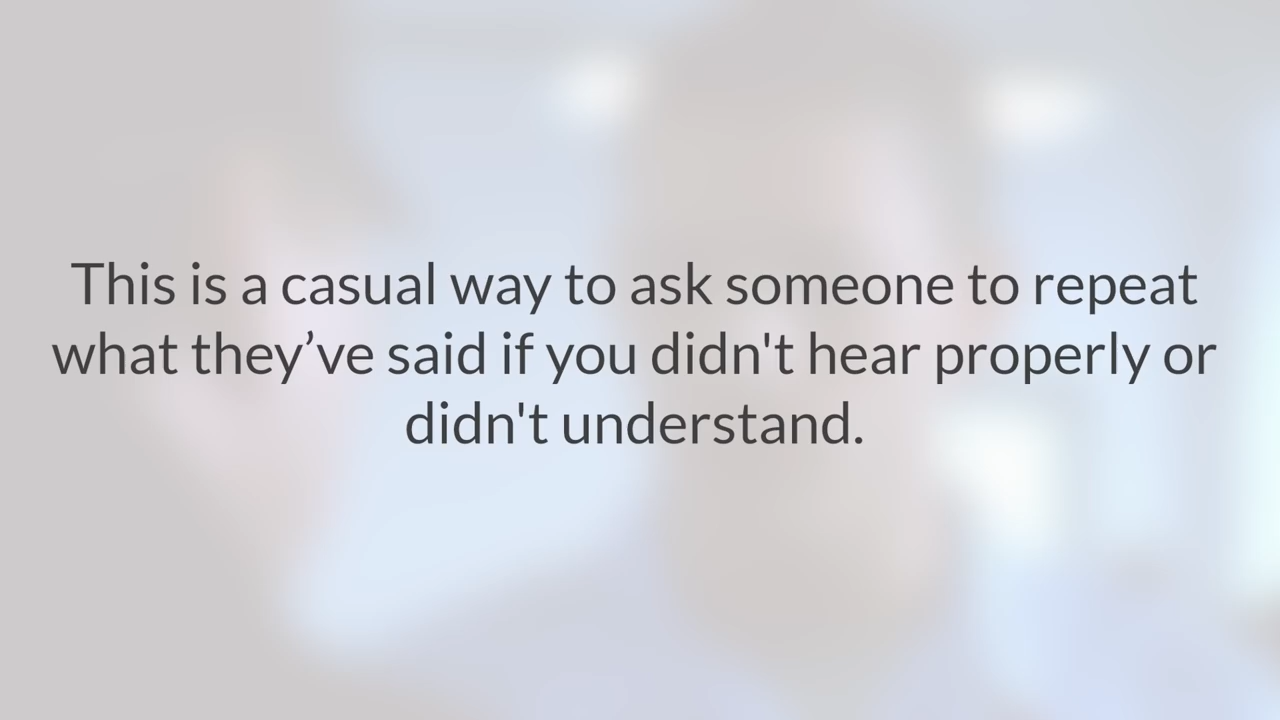 This is a casual way to ask someone to repeat
what they’ve said if you didn't hear properly or
didn't understand.